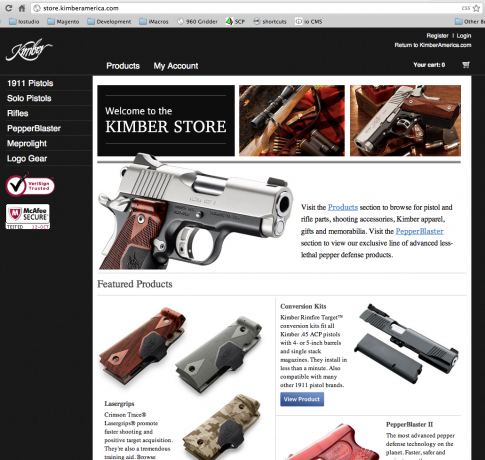 store.kimberamerica.com
css
lostudio
Magento
Development
iMacros
960 Gridder
SCP
shortcuts
io CMS
Other B
Kimber
Register | Login
Return to KimberAmerica.com
Products
My Account
Your cart: 0
1911 Pistols
Solo Pistols
Rifles
PepperBlaster
Meprolight
Logo Gear
VeriSign
Trusted
McAfee
SECURE
TESTED 12-OCT
Welcome to the
KIMBER STORE
Visit the Products section to browse for pistol and
rifle parts, shooting accessories, Kimber apparel,
gifts and memorabilia. Visit the PepperBlaster
section to view our exclusive line of advanced less-
lethal pepper defense products.
Featured Products
Conversion Kits
Kimber Rimfire Target™
conversion kits fit all
Kimber .45 ACP pistols
with 4- or 5-inch barrels
and single stack
magazines. They install in
less than a minute. Also
compatible with many
other 1911 pistol brands.
View Product
Lasergrips
Crimson Trace®
Lasergrips® promote
faster shooting and
positive target acquisition.
They're also a tremendous
training aid. Browse
PepperBlaster II
The most advanced pepper
defense technology on the
planet. Faster, safer and